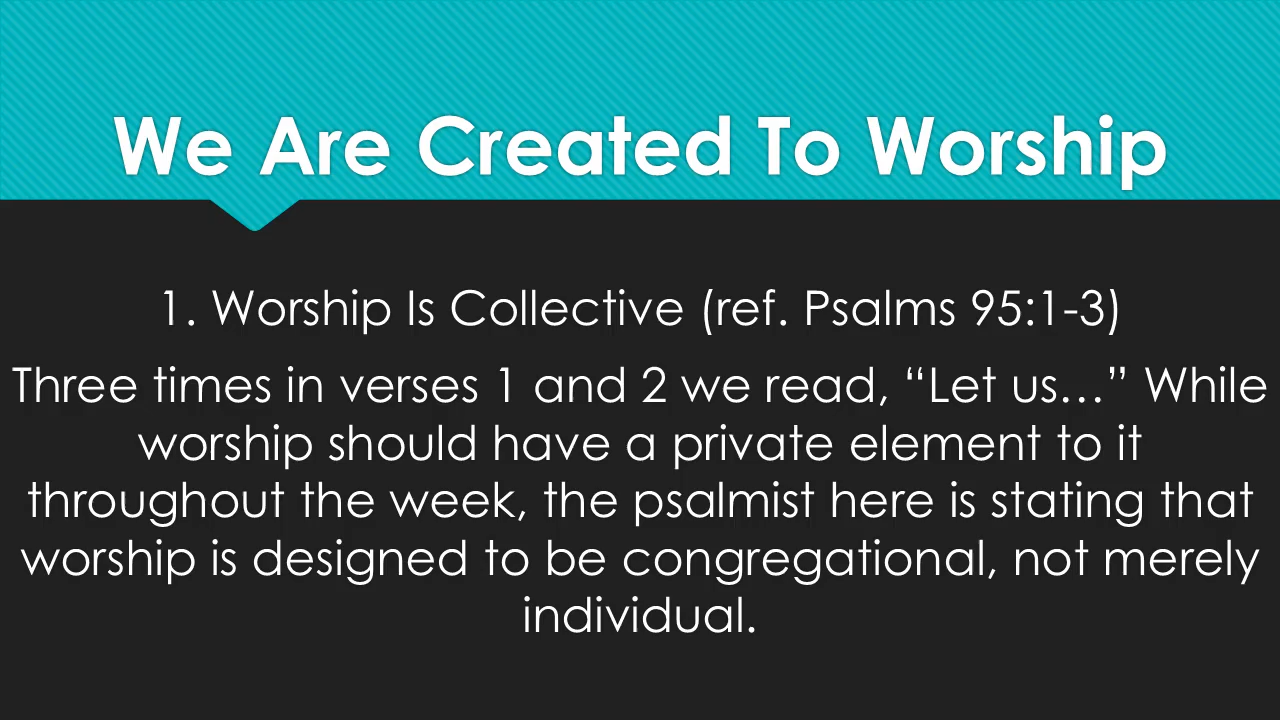 We Are Created To Worship
1. Worship Is Collective (ref. Psalms 95:1-3)
Three times in verses 1 and 2 we read, “Let us…” While
worship should have a private element to it
throughout the week, the psalmist here is stating that
worship is designed to be congregational, not merely
individual.